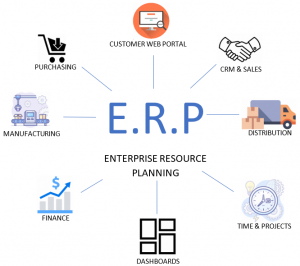 CUSTOMER WEB PORTAL
PURCHASING
CRM & SALES
E.R.P
MANUFACTURING
DISTRIBUTION
ENTERPRISE RESOURCE
PLANNING
FINANCE
TIME & PROJECTS
DASHBOARDS